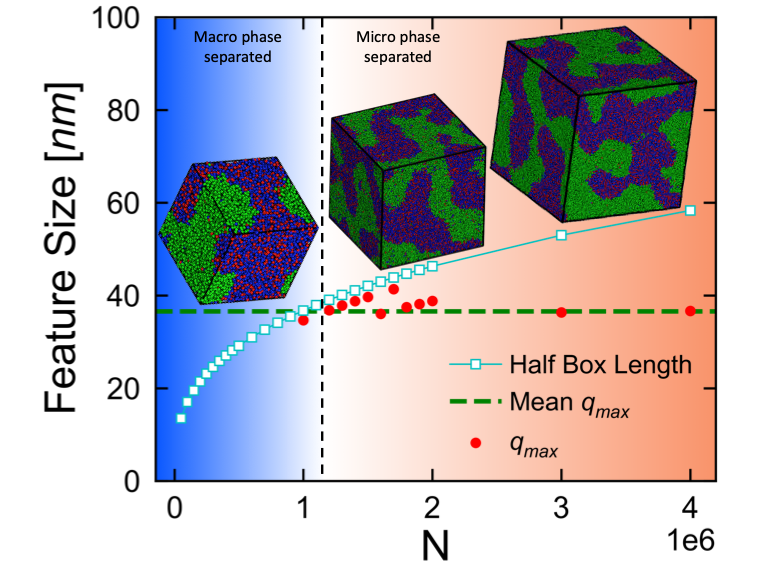 Macro phase
separated
Micro phase
separated
Feature Size [nm]
100
80
60
40
20
0
Half Box Length
Mean qmax
qmax
0
1
2
3
4
1e6
N